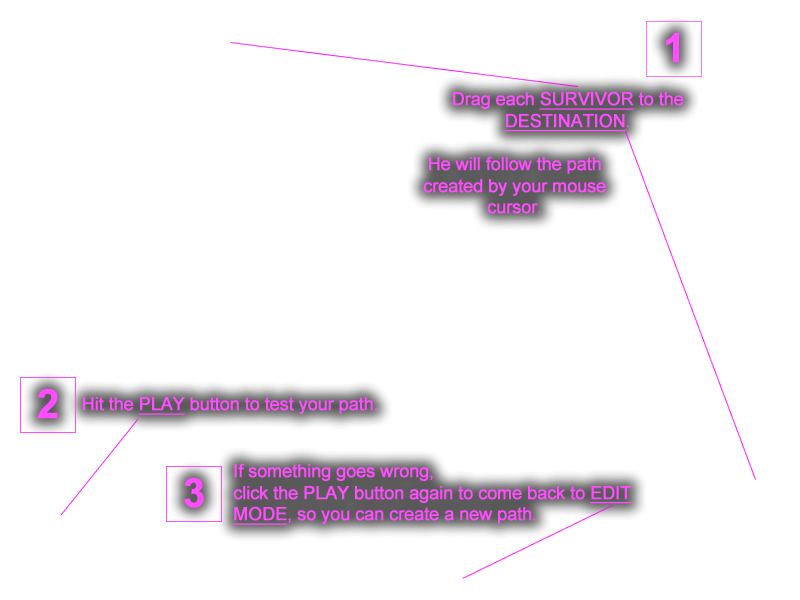 1
Drag each SURVIVOR to the
DESTINATION.
He will follow the path
created by your mouse
cursor.
2
Hit the PLAY button to test your path.
3
If something goes wrong,
click the PLAY button again to come back to EDIT
MODE, so you can create a new path.